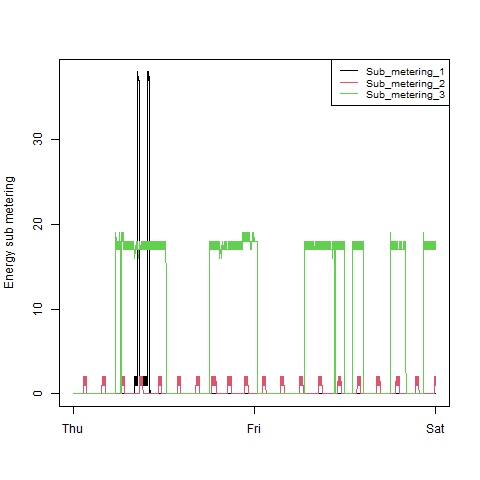 Sub_metering_1
Sub_metering_2
Sub_metering_3
Energy sub metering
30
20
10
0
Thu Fri Sat